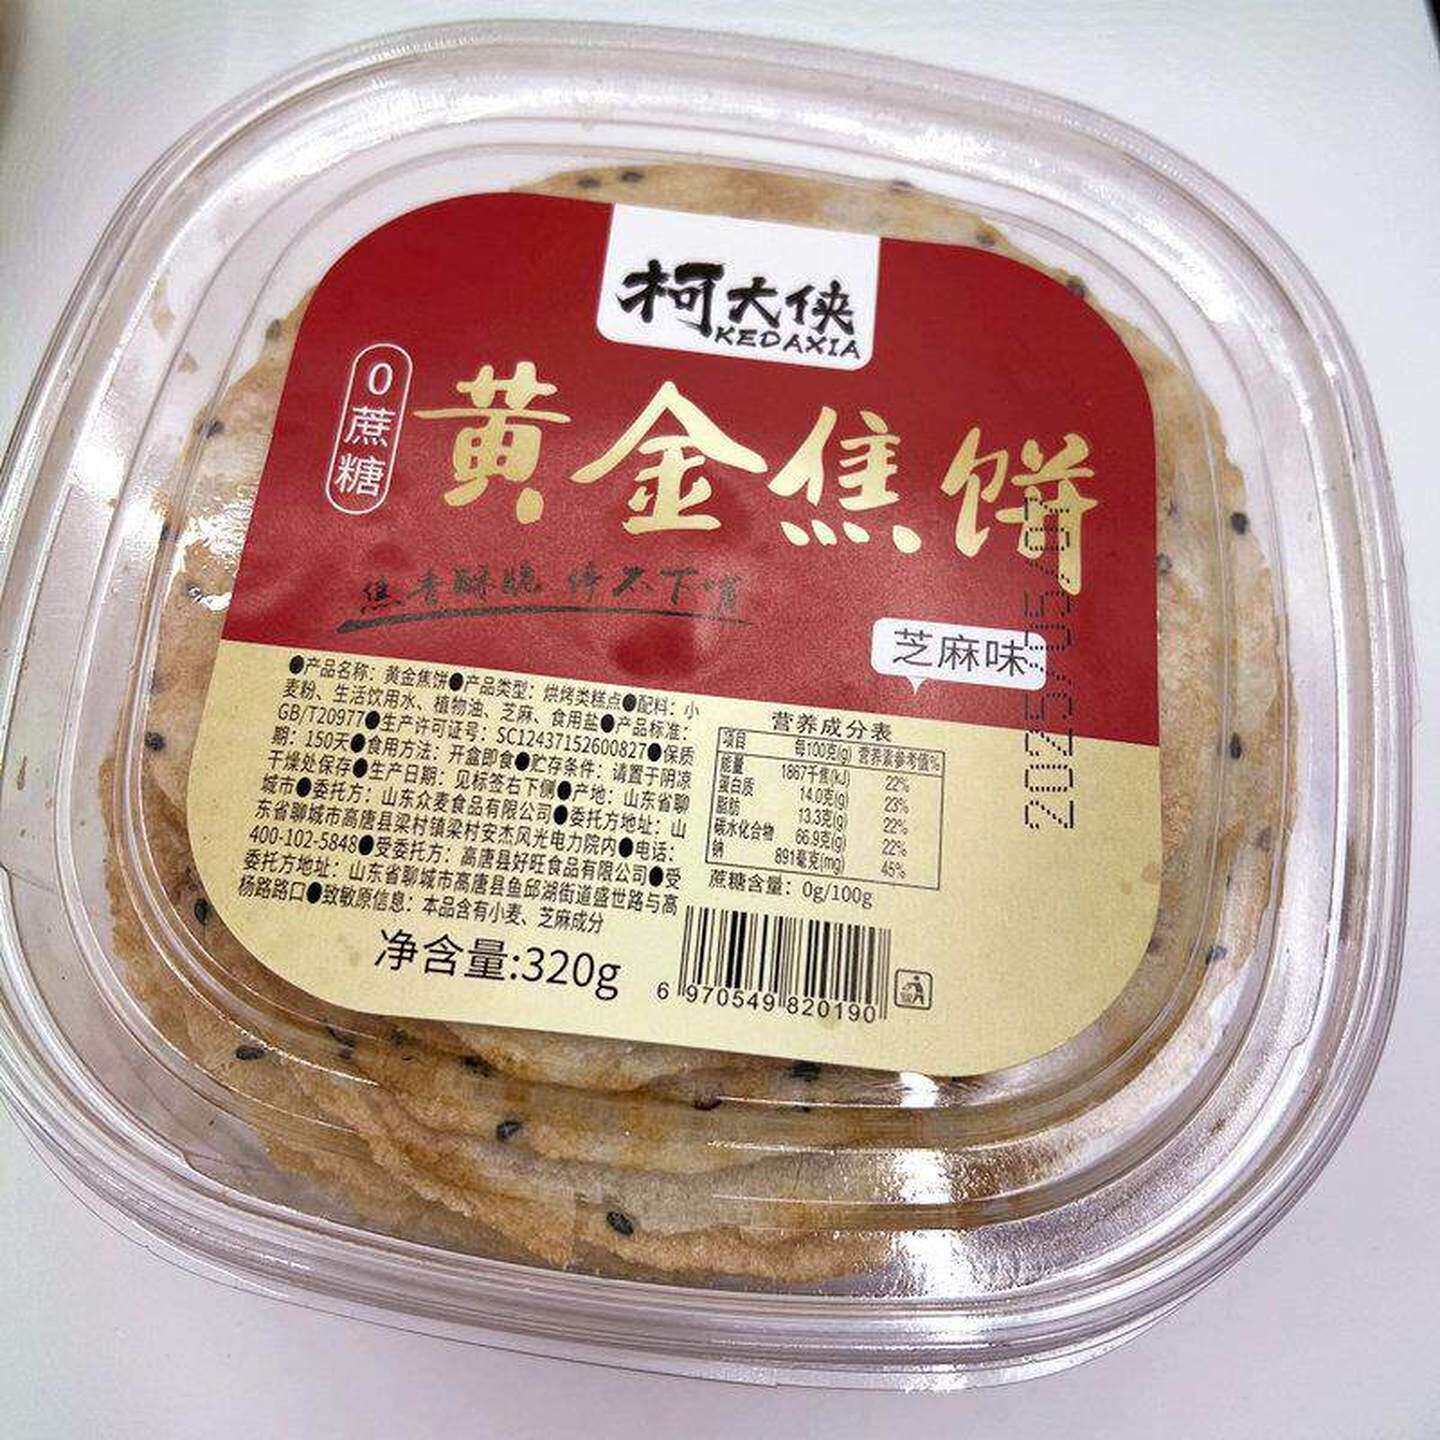 柯大侠
KEDAXIA
0蔗糖
黄金焦饼
焦香酥脆 停不下嘴
芝麻味
●产品名称：黄金焦饼●产品类型：烘烤类糕点●配料：小
麦粉、生活饮用水、植物油、芝麻、食用盐●产品标准：
GB/T20977●生产许可证号：SC12437152600827●保质
期：150天●食用方法：开盒即食●贮存条件：请置于阴凉
干燥处保存●生产日期：见标签右下侧●产地：山东省聊
城市●委托方：山东众麦食品有限公司●委托方地址：山
东省聊城市高唐县梁村镇梁村安杰风光电力院内●电话：
400-102-5848●受委托方：高唐县好旺食品有限公司●受
委托方地址：山东省聊城市高唐县鱼邱湖街道盛世路与高
杨路路口●致敏原信息：本品含有小麦、芝麻成分
净含量:320g
营养成分表
项目 每100克(g) 营养素参考值%
能量 1867千焦(kJ) 22%
蛋白质 14.0克(g) 23%
脂肪 13.3克(g) 22%
碳水化合物 66.9克(g) 22%
钠 891毫克(mg) 45%
蔗糖含量：0g/100g
6 970549 820190